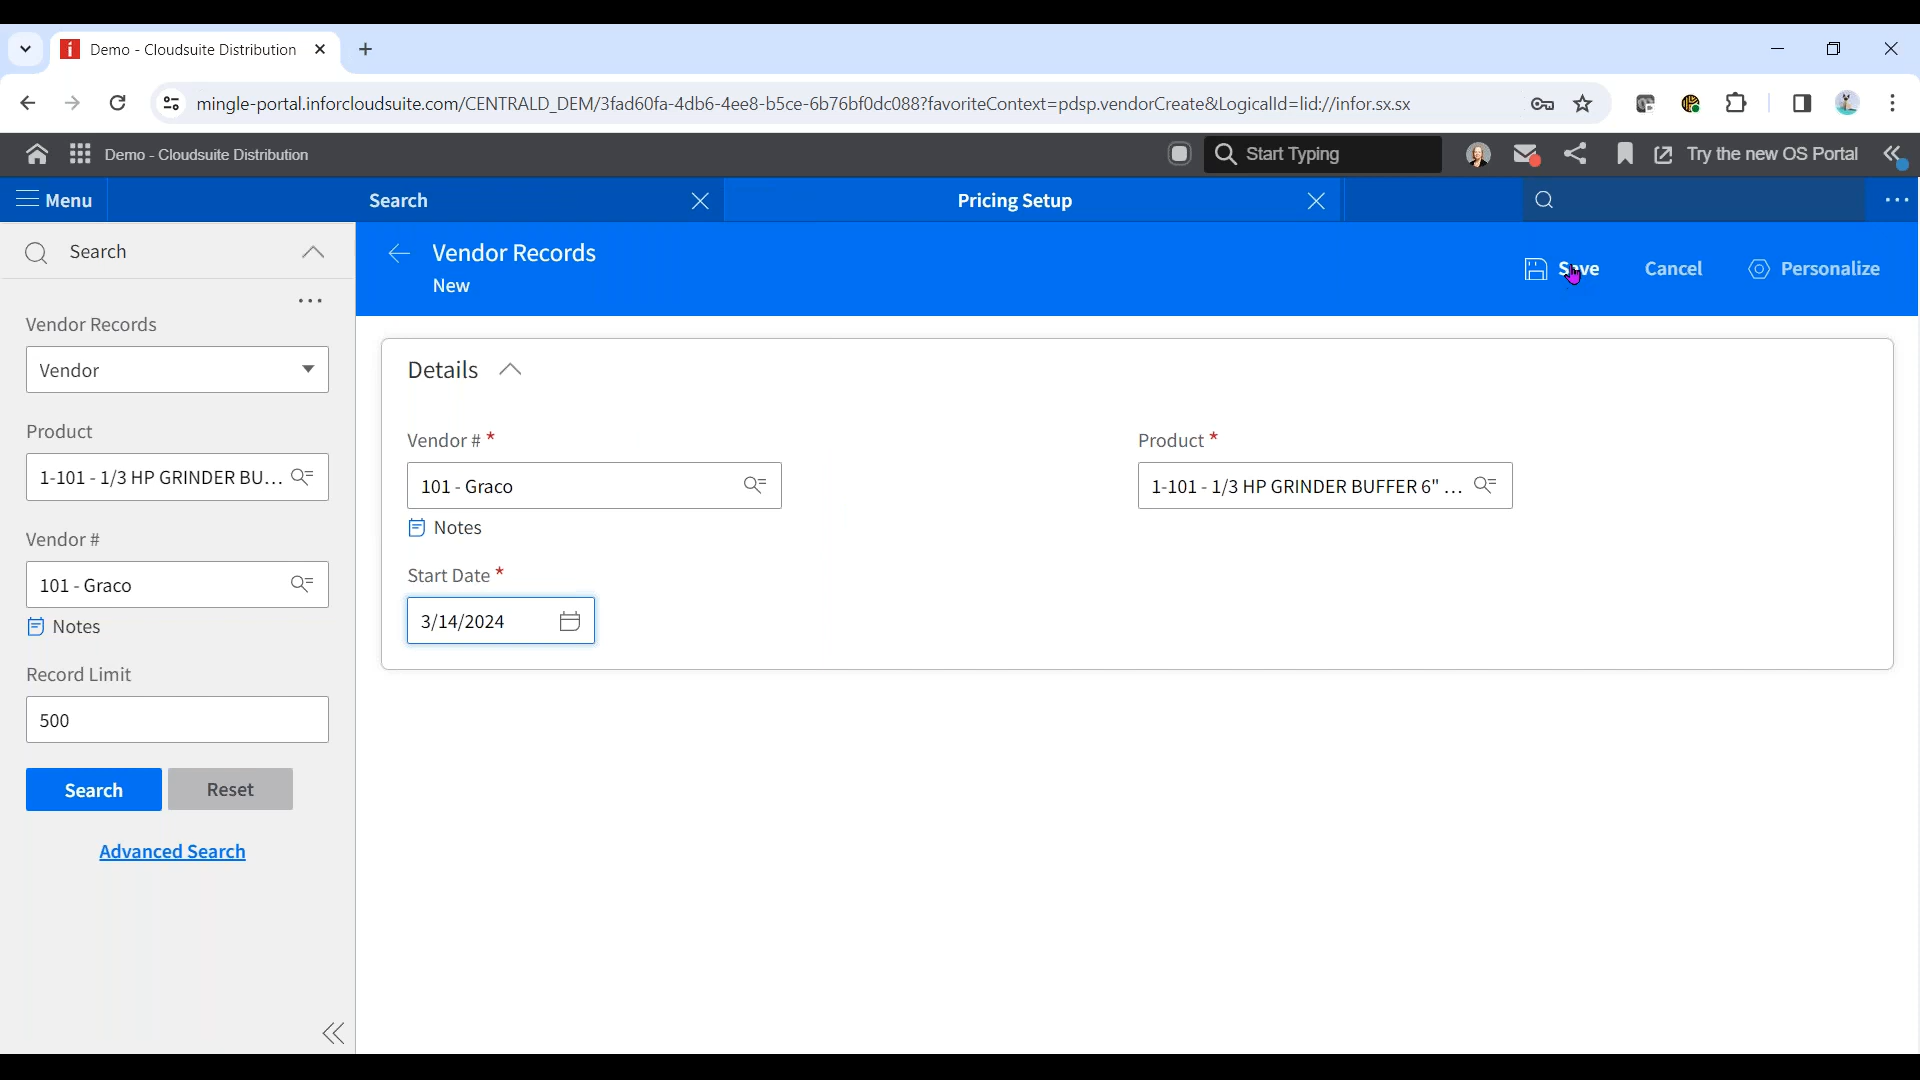 Demo - Cloudsuite Distribution
mingle-portal.inforcloudsuite.com/CENTRALD_DEM/3fad60fa-4db6-4ee8-b5ce-6b76bf0dc088?favoriteContext=pdsp.vendorCreate&LogicalId=lid://infor.sx.sx
Demo - Cloudsuite Distribution
Start Typing
Try the new OS Portal
Menu
Search
Pricing Setup
Search
Vendor Records
New
Save
Cancel
Personalize
Vendor Records
Vendor
Product
1-101 - 1/3 HP GRINDER BU...
Vendor #
101 - Graco
Notes
Record Limit
500
Search
Reset
Advanced Search
Details
Vendor # *
101 - Graco
Notes
Product *
1-101 - 1/3 HP GRINDER BUFFER 6" ...
Start Date *
3/14/2024